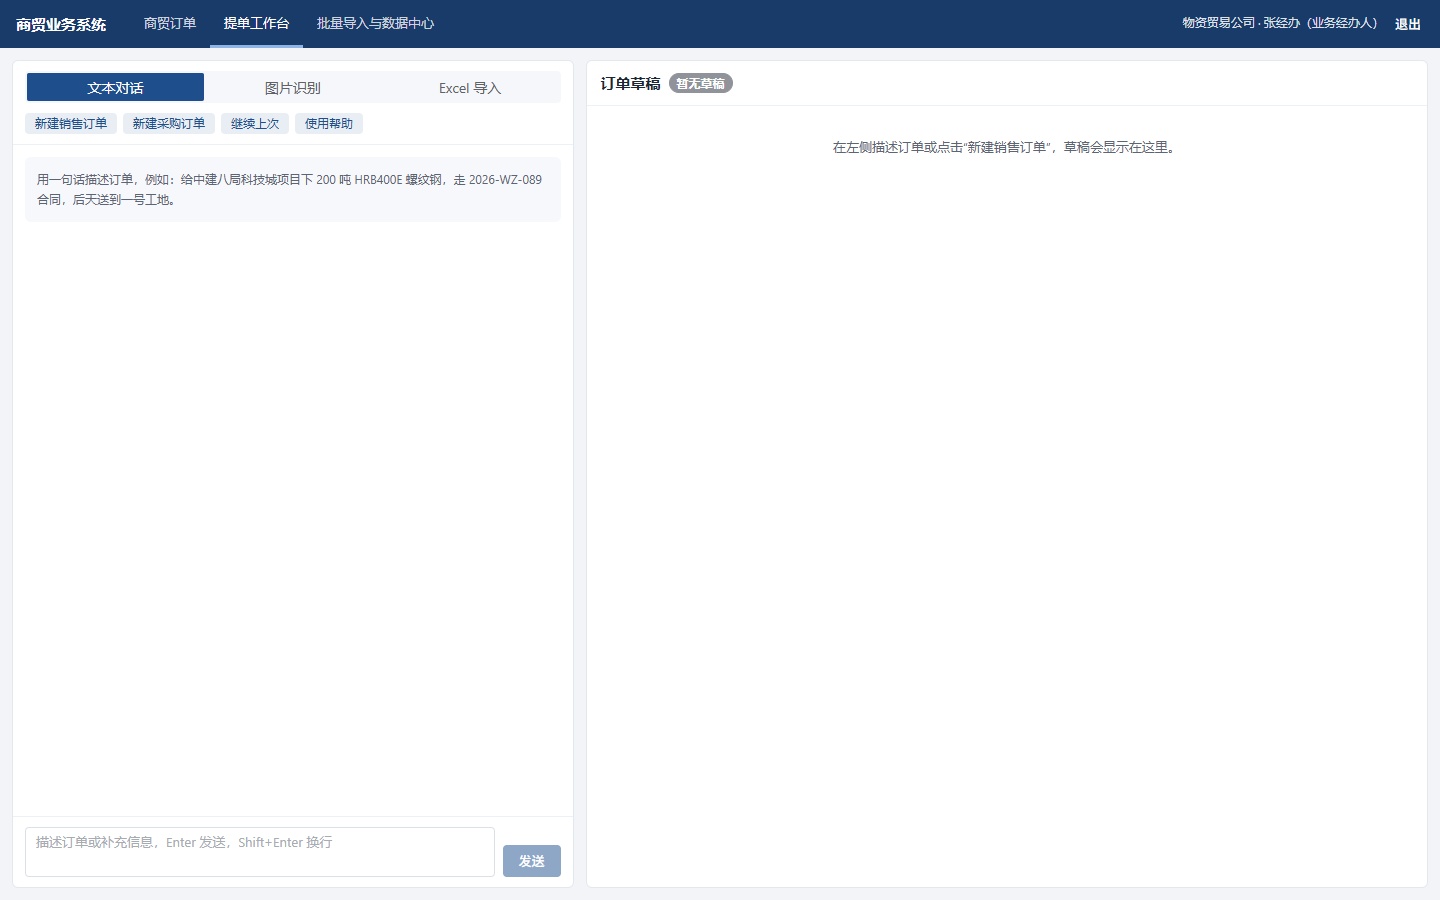 商贸业务系统
商贸订单
提单工作台
批量导入与数据中心
物资贸易公司 · 张经办（业务经办人）
退出
文本对话
图片识别
Excel 导入
新建销售订单
新建采购订单
继续上次
使用帮助
用一句话描述订单，例如：给中建八局科技城项目下 200 吨 HRB400E 螺纹钢，走 2026-WZ-089
合同，后天送到一号工地。
描述订单或补充信息，Enter 发送，Shift+Enter 换行
发送
订单草稿
暂无草稿
在左侧描述订单或点击“新建销售订单”，草稿会显示在这里。